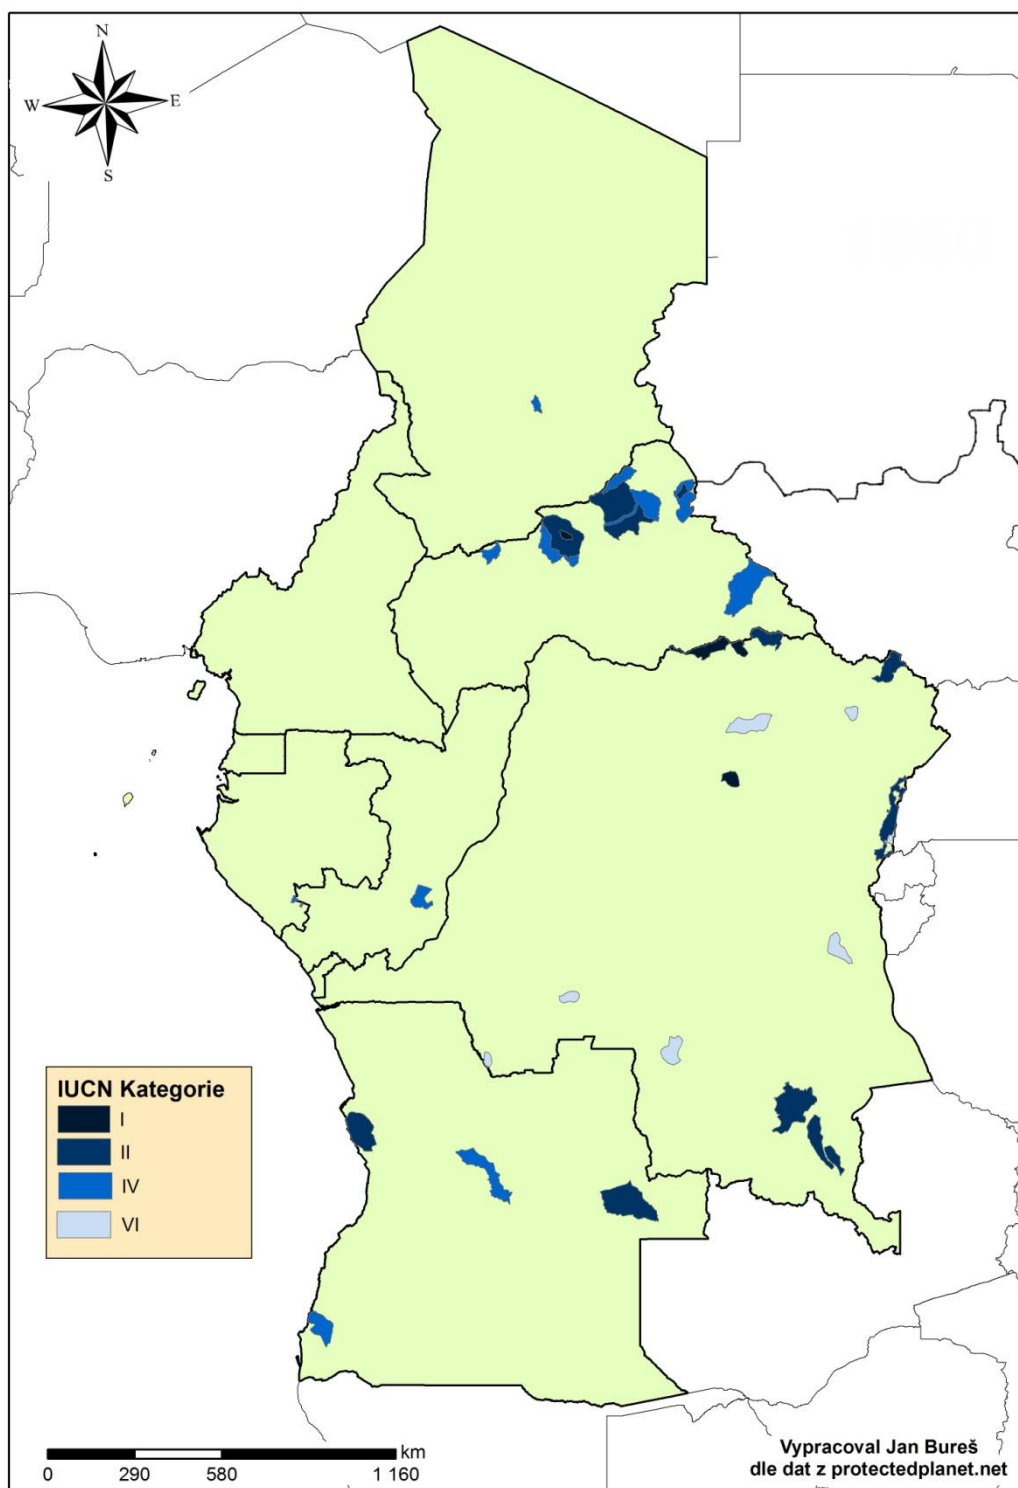 N
W E
S
IUCN Kategorie
I
II
IV
VI
km
0 290 580 1 160
Vypracoval Jan Bureš
dle dat z protectedplanet.net